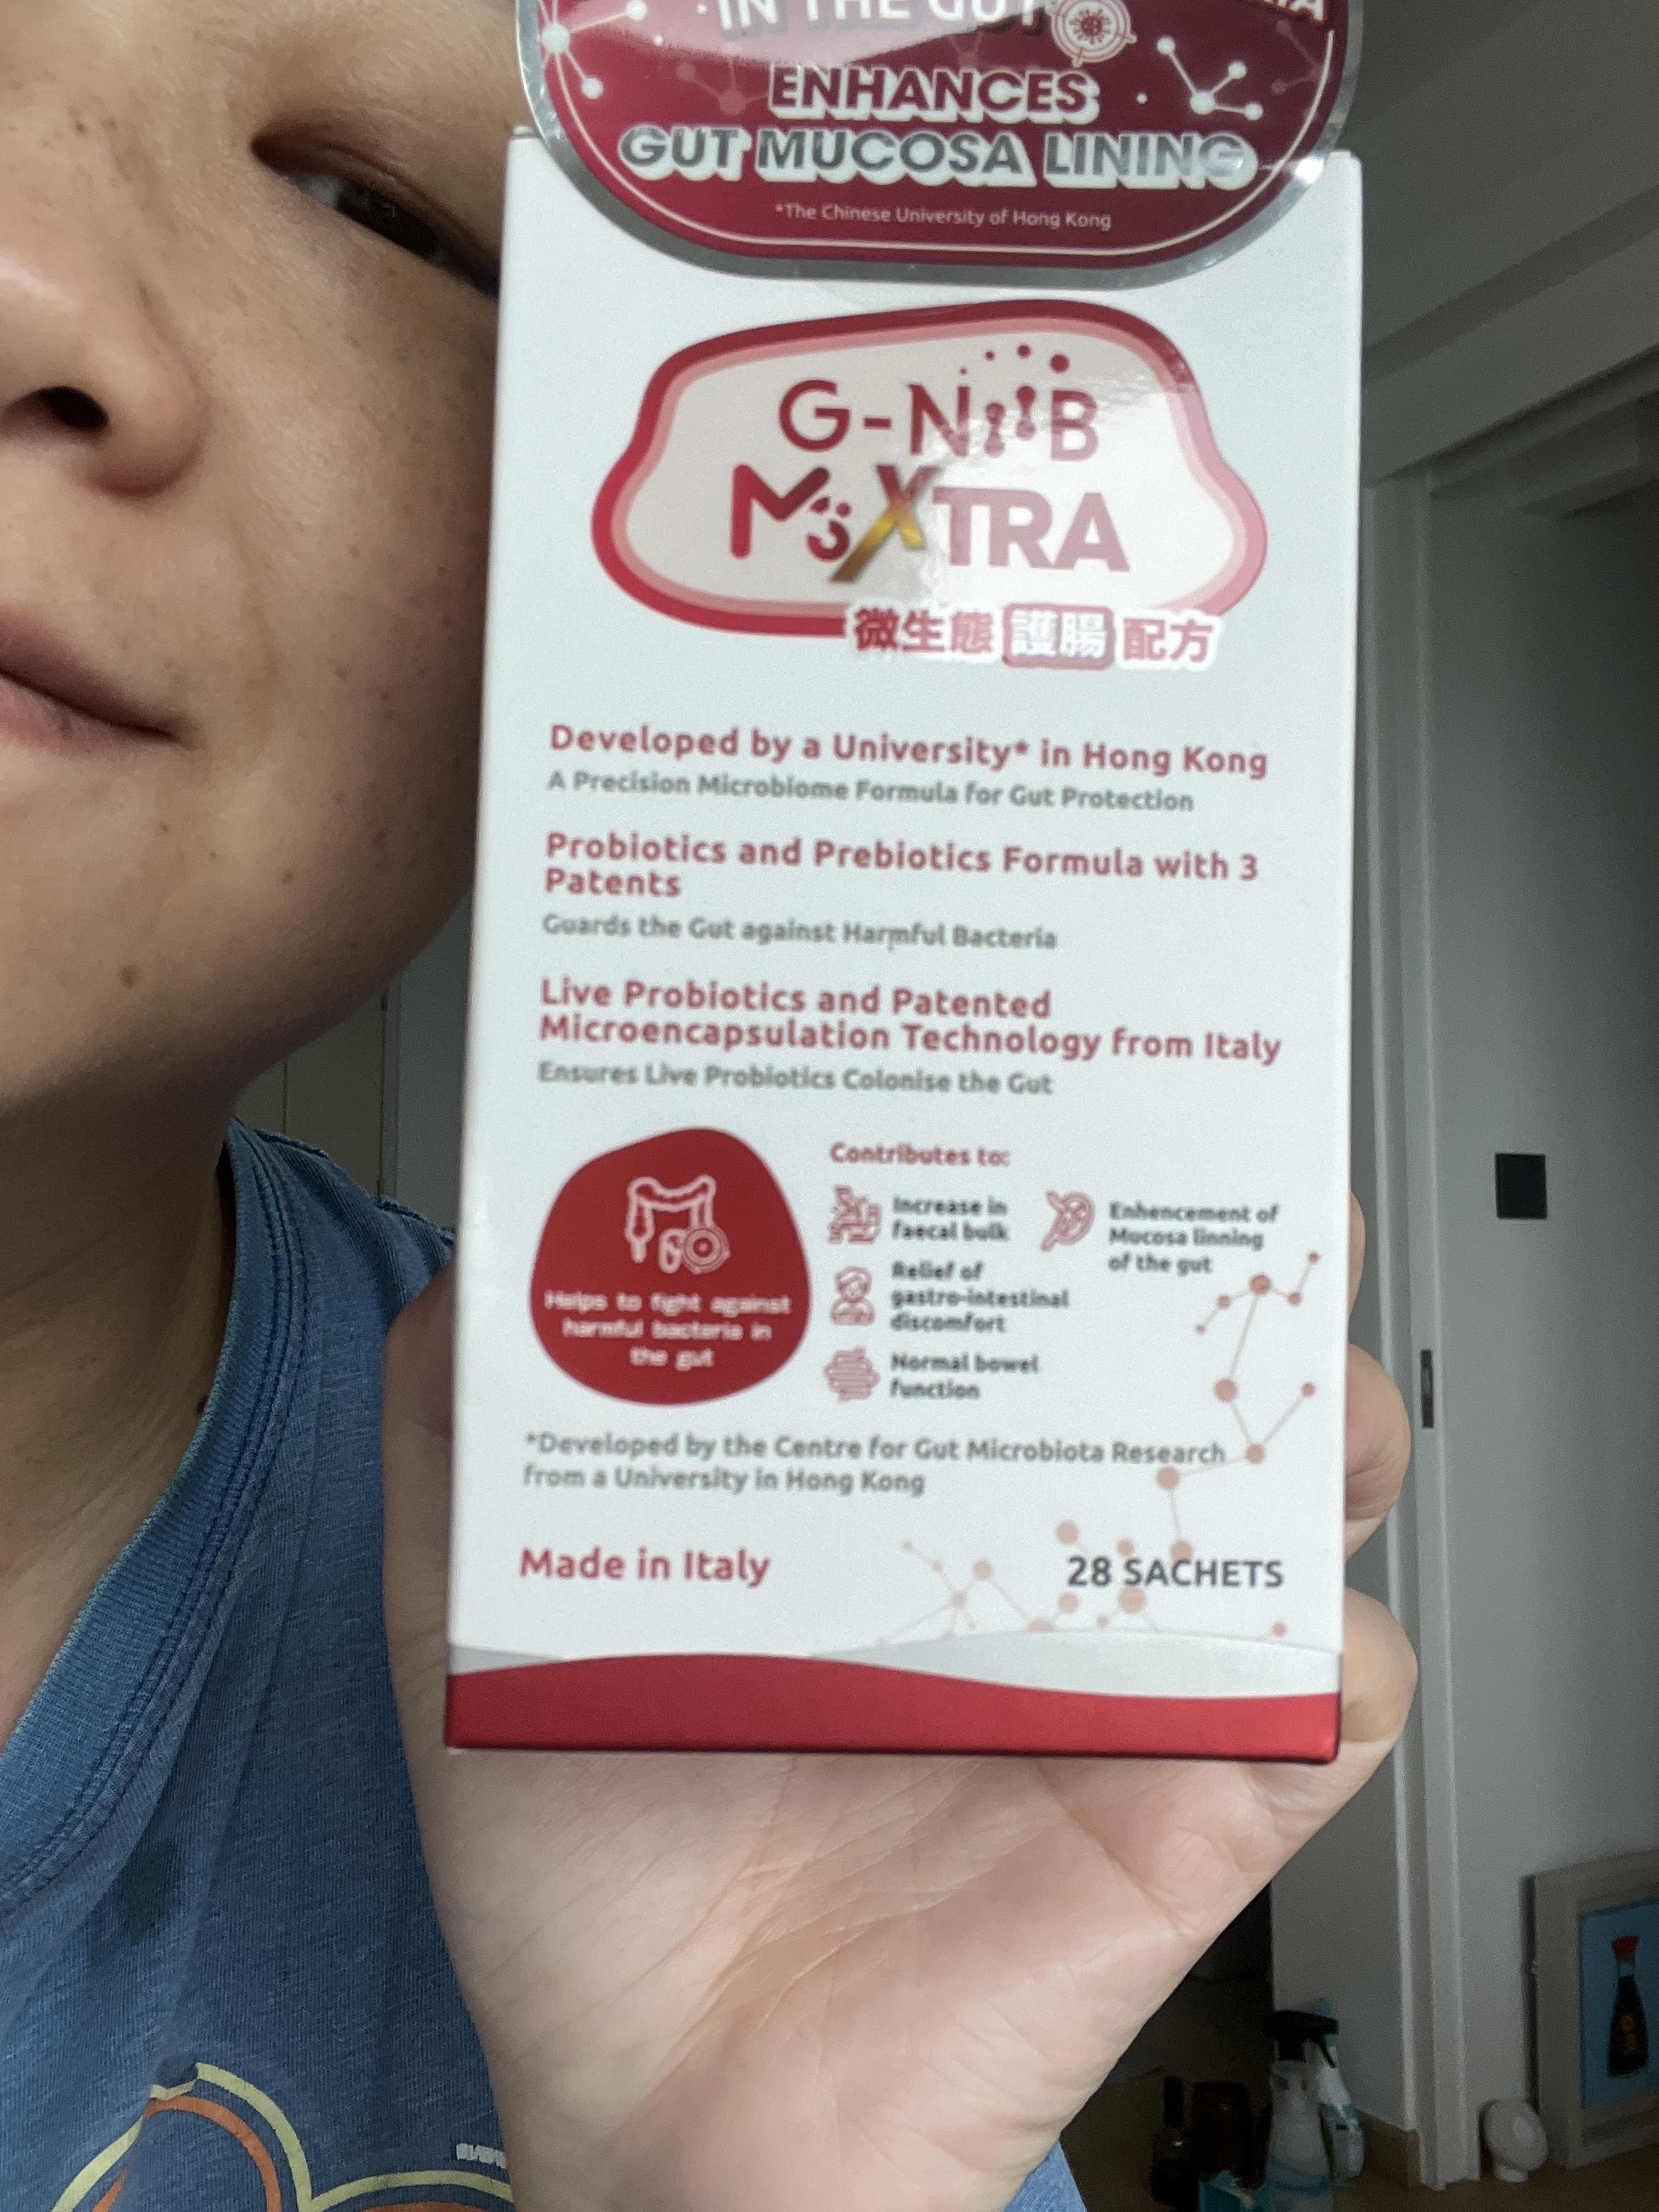 IN THE GUT
ENHANCES
GUT MUCOSA LINING
*The Chinese University of Hong Kong
G-NiiB
M3XTRA
微生態 護腸 配方
Developed by a University* in Hong Kong
A Precision Microbiome Formula for Gut Protection
Probiotics and Prebiotics Formula with 3
Patents
Guards the Gut against Harmful Bacteria
Live Probiotics and Patented
Microencapsulation Technology from Italy
Ensures Live Probiotics Colonise the Gut
Helps to fight against
harmful bacteria in
the gut
Contributes to:
Increase in
faecal bulk
Relief of
gastro-intestinal
discomfort
Normal bowel
function
Enhencement of
Mucosa linning
of the gut
*Developed by the Centre for Gut Microbiota Research
from a University in Hong Kong
Made in Italy
28 SACHETS